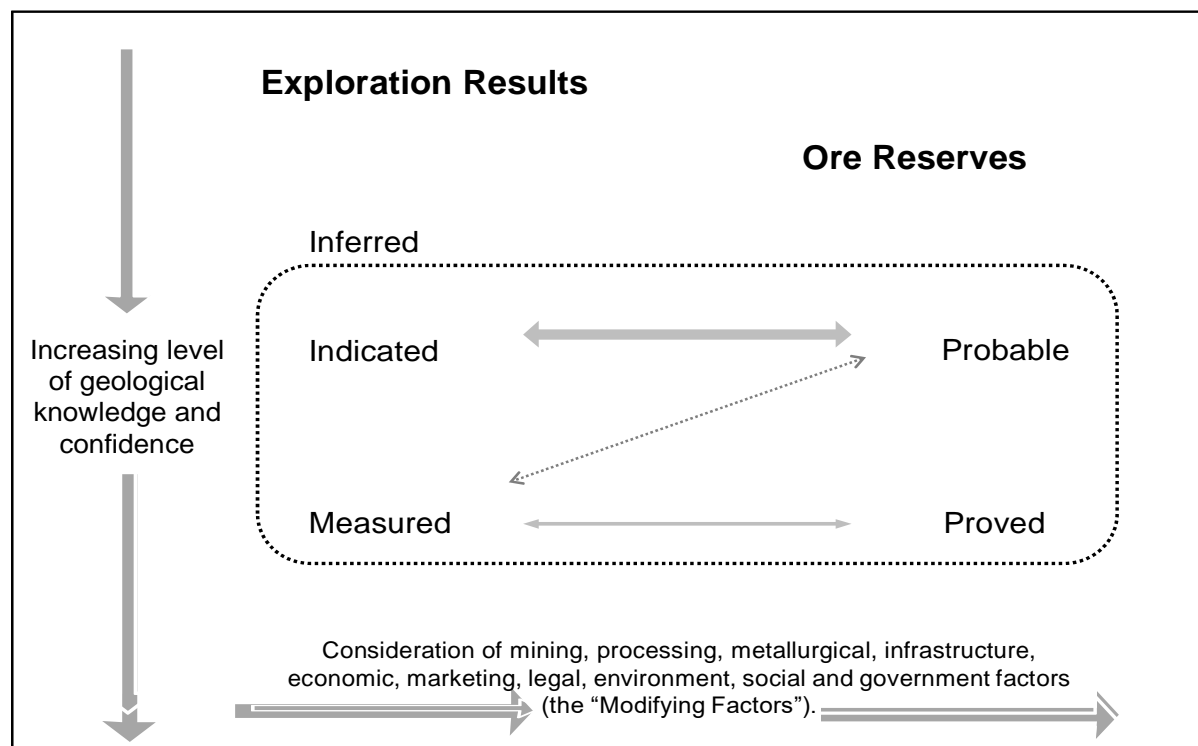 Exploration Results
Ore Reserves
Inferred
Indicated
Probable
Increasing level
of geological
knowledge and
confidence
Measured
Proved
Consideration of mining, processing, metallurgical, infrastructure,
economic, marketing, legal, environment, social and government factors
(the “Modifying Factors”).